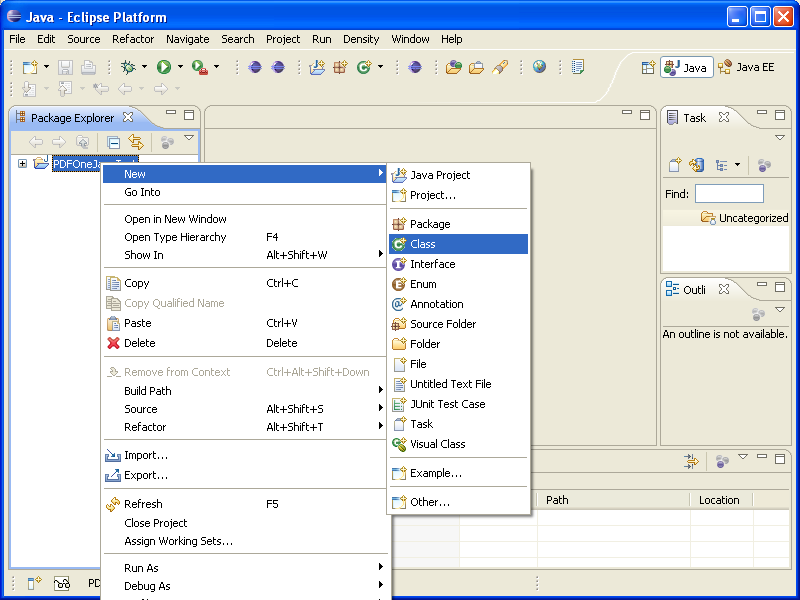 Java - Eclipse Platform
File Edit Source Refactor Navigate Search Project Run Density Window Help
Java
Java EE
Package Explorer
New
Go Into
Open in New Window
Open Type Hierarchy F4
Show In Alt+Shift+W
Copy Ctrl+C
Copy Qualified Name
Paste Ctrl+V
Delete Delete
Remove from Context Ctrl+Alt+Shift+Down
Build Path
Source Alt+Shift+S
Refactor Alt+Shift+T
Import...
Export...
Refresh F5
Close Project
Assign Working Sets...
Run As
Debug As
Java Project
Project...
Package
Class
Interface
Enum
Annotation
Source Folder
Folder
File
Untitled Text File
JUnit Test Case
Task
Visual Class
Example...
Other...
Task
Find:
Uncategorized
Outli
An outline is not available.
Path Location
PD